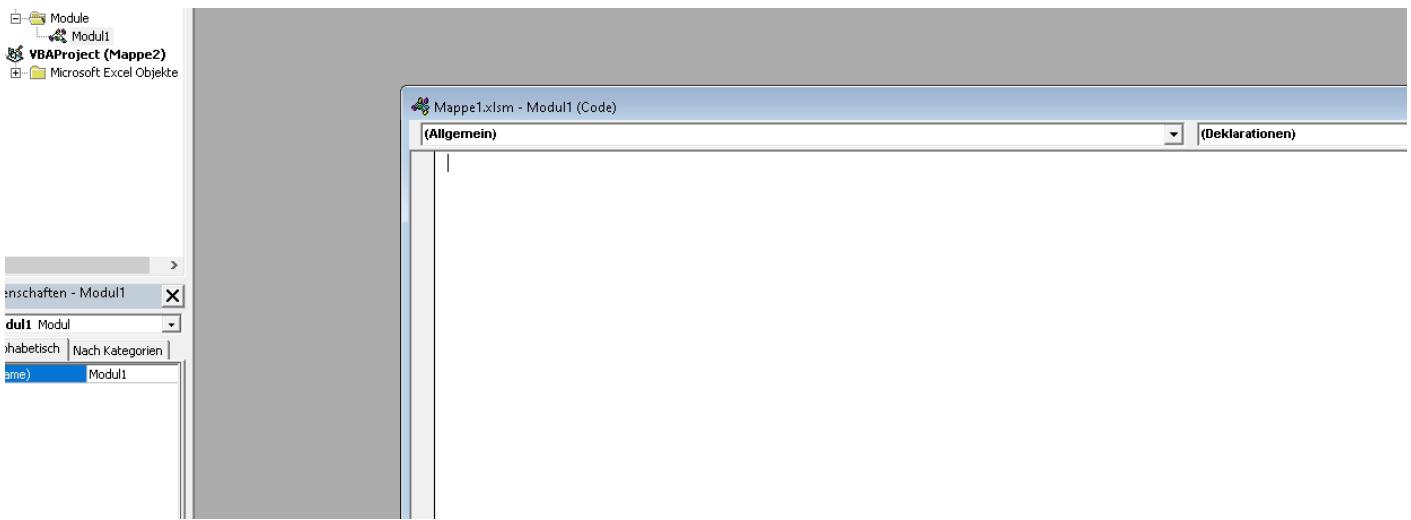 Module
Modul1
VBAProject (Mappe2)
Microsoft Excel Objekte
Mappe1.xlsm - Modul1 (Code)
(Allgemein)
(Deklarationen)
enschaften - Modul1
dul1 Modul
phabetisch
Nach Kategorien
ame)
Modul1